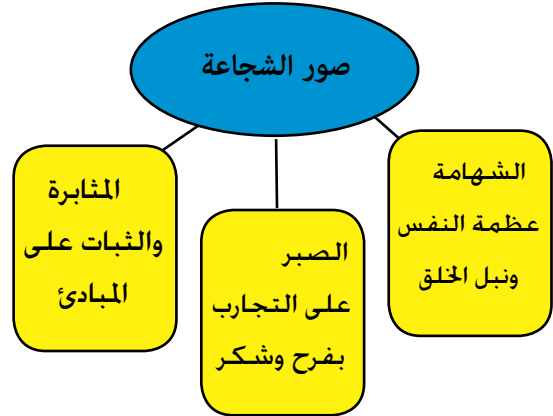 صور الشجاعة
الشهامة
عظمة النفس
ونبل الخلق
الصبر
على التجارب
بفرح وشكر
المثابرة
والثبات على
المبادئ